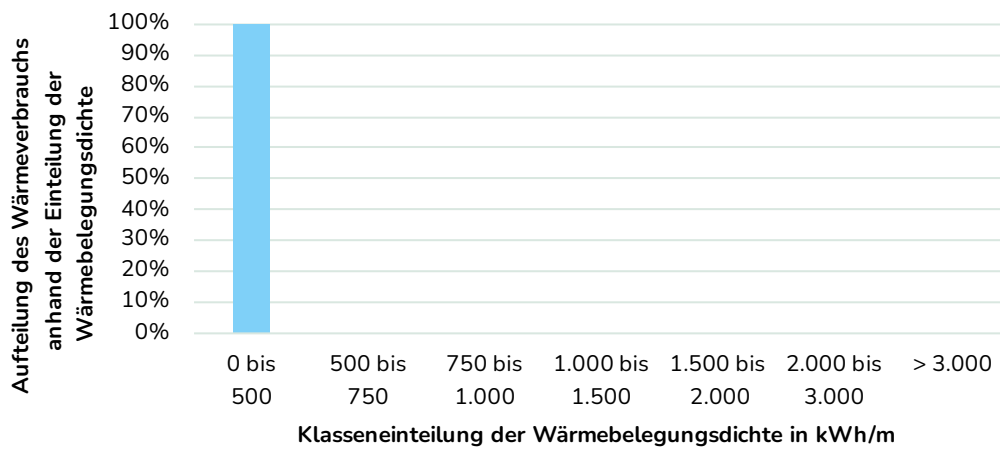 Aufteilung des Wärmeverbrauchs
anhand der Einteilung der
Wärmebelegungsdichte
100%
90%
80%
70%
60%
50%
40%
30%
20%
10%
0%
0 bis
500
500 bis
750
750 bis
1.000
1.000 bis
1.500
1.500 bis
2.000
2.000 bis
3.000
> 3.000
Klasseneinteilung der Wärmebelegungsdichte in kWh/m